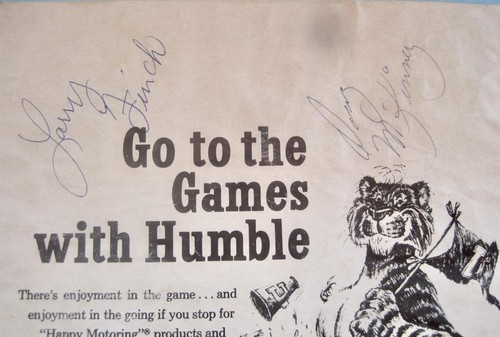 Larry Finch
Go to the
Games
with Humble
There's enjoyment in the game...and
enjoyment in the going if you stop for
"Happy Motoring"® products and